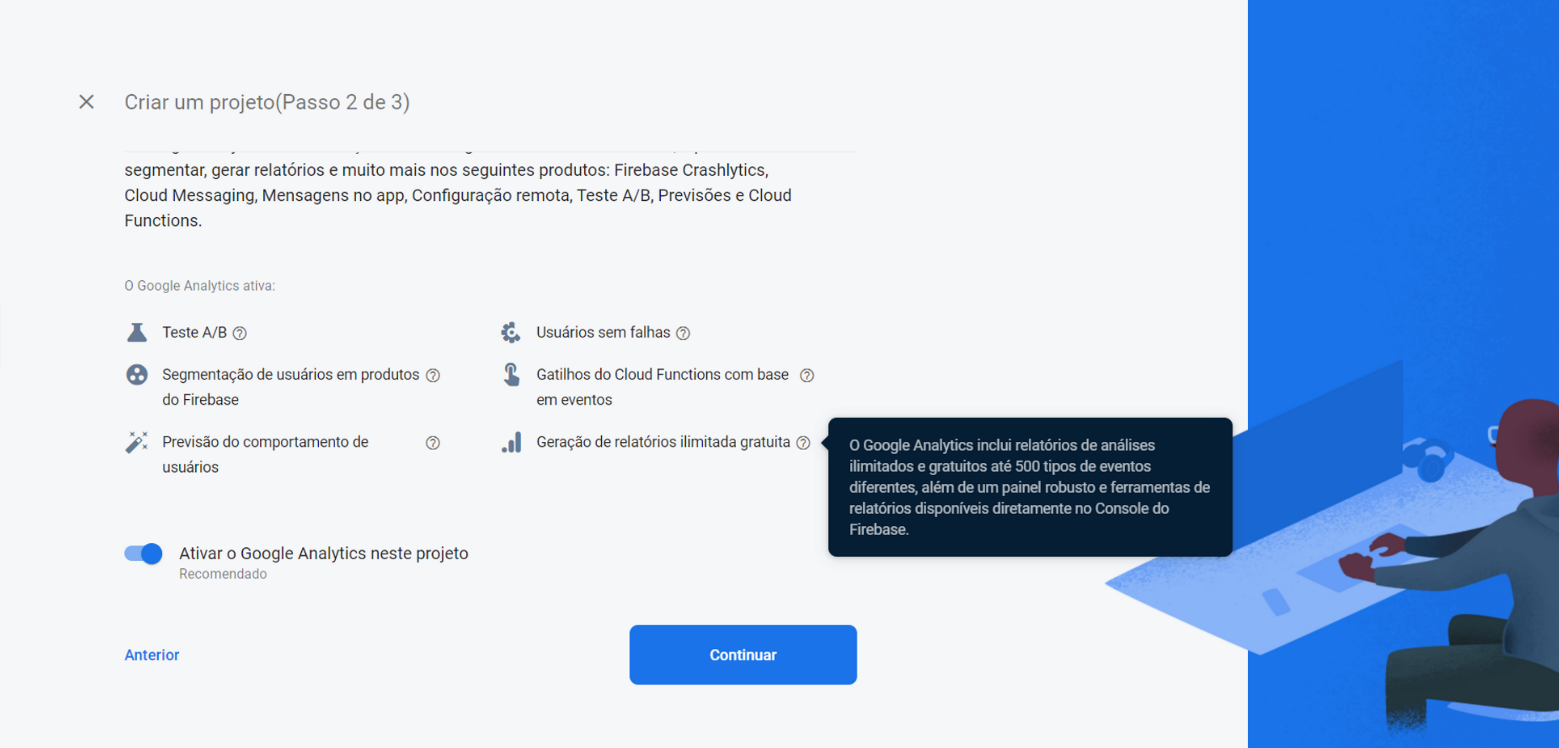 Criar um projeto(Passo 2 de 3)
segmentar, gerar relatórios e muito mais nos seguintes produtos: Firebase Crashlytics,
Cloud Messaging, Mensagens no app, Configuração remota, Teste A/B, Previsões e Cloud
Functions.
O Google Analytics ativa:
Teste A/B
Usuários sem falhas
Segmentação de usuários em produtos
do Firebase
Gatilhos do Cloud Functions com base
em eventos
Previsão do comportamento de
usuários
Geração de relatórios ilimitada gratuita
O Google Analytics inclui relatórios de análises
ilimitados e gratuitos até 500 tipos de eventos
diferentes, além de um painel robusto e ferramentas de
relatórios disponíveis diretamente no Console do
Firebase.
Ativar o Google Analytics neste projeto
Recomendado
Anterior
Continuar